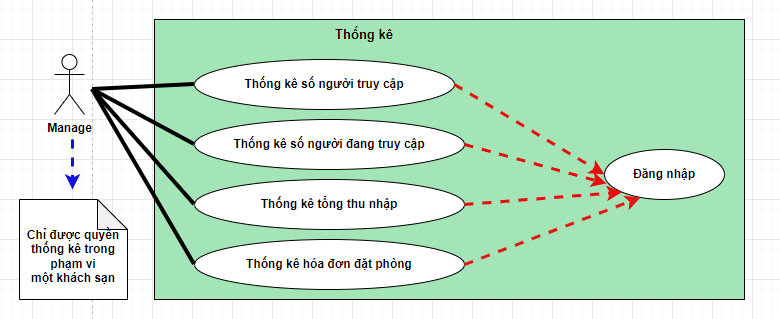 Thống kê
Thống kê số người truy cập
Manage
Thống kê số người đang truy cập
Đăng nhập
Thống kê tổng thu nhập
Chỉ được quyền
thống kê trong
phạm vi
một khách sạn
Thống kê hóa đơn đặt phòng